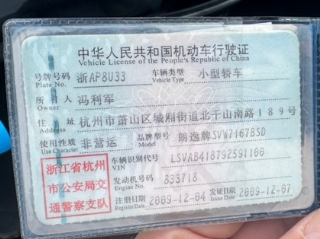 中华人民共和国机动车行驶证
Vehicle License of the People's Republic of China
号牌号码 浙AP8U33 车辆类型 小型轿车
Plate No. Vehicle Type
所有人 冯利军
Owner
住址 杭州市萧山区城厢街道北干山南路189号
Address
使用性质 非营运 品牌型号 朗逸牌SVW7167BSD
Use Character Model
车辆识别代号 LSVAB418792591100
VIN
浙江省杭州
市公安局交
通警察支队
发动机号码 835718
Engine No.
注册日期 2009-12-04 发证日期 2009-12-07
Register Date Issue Date